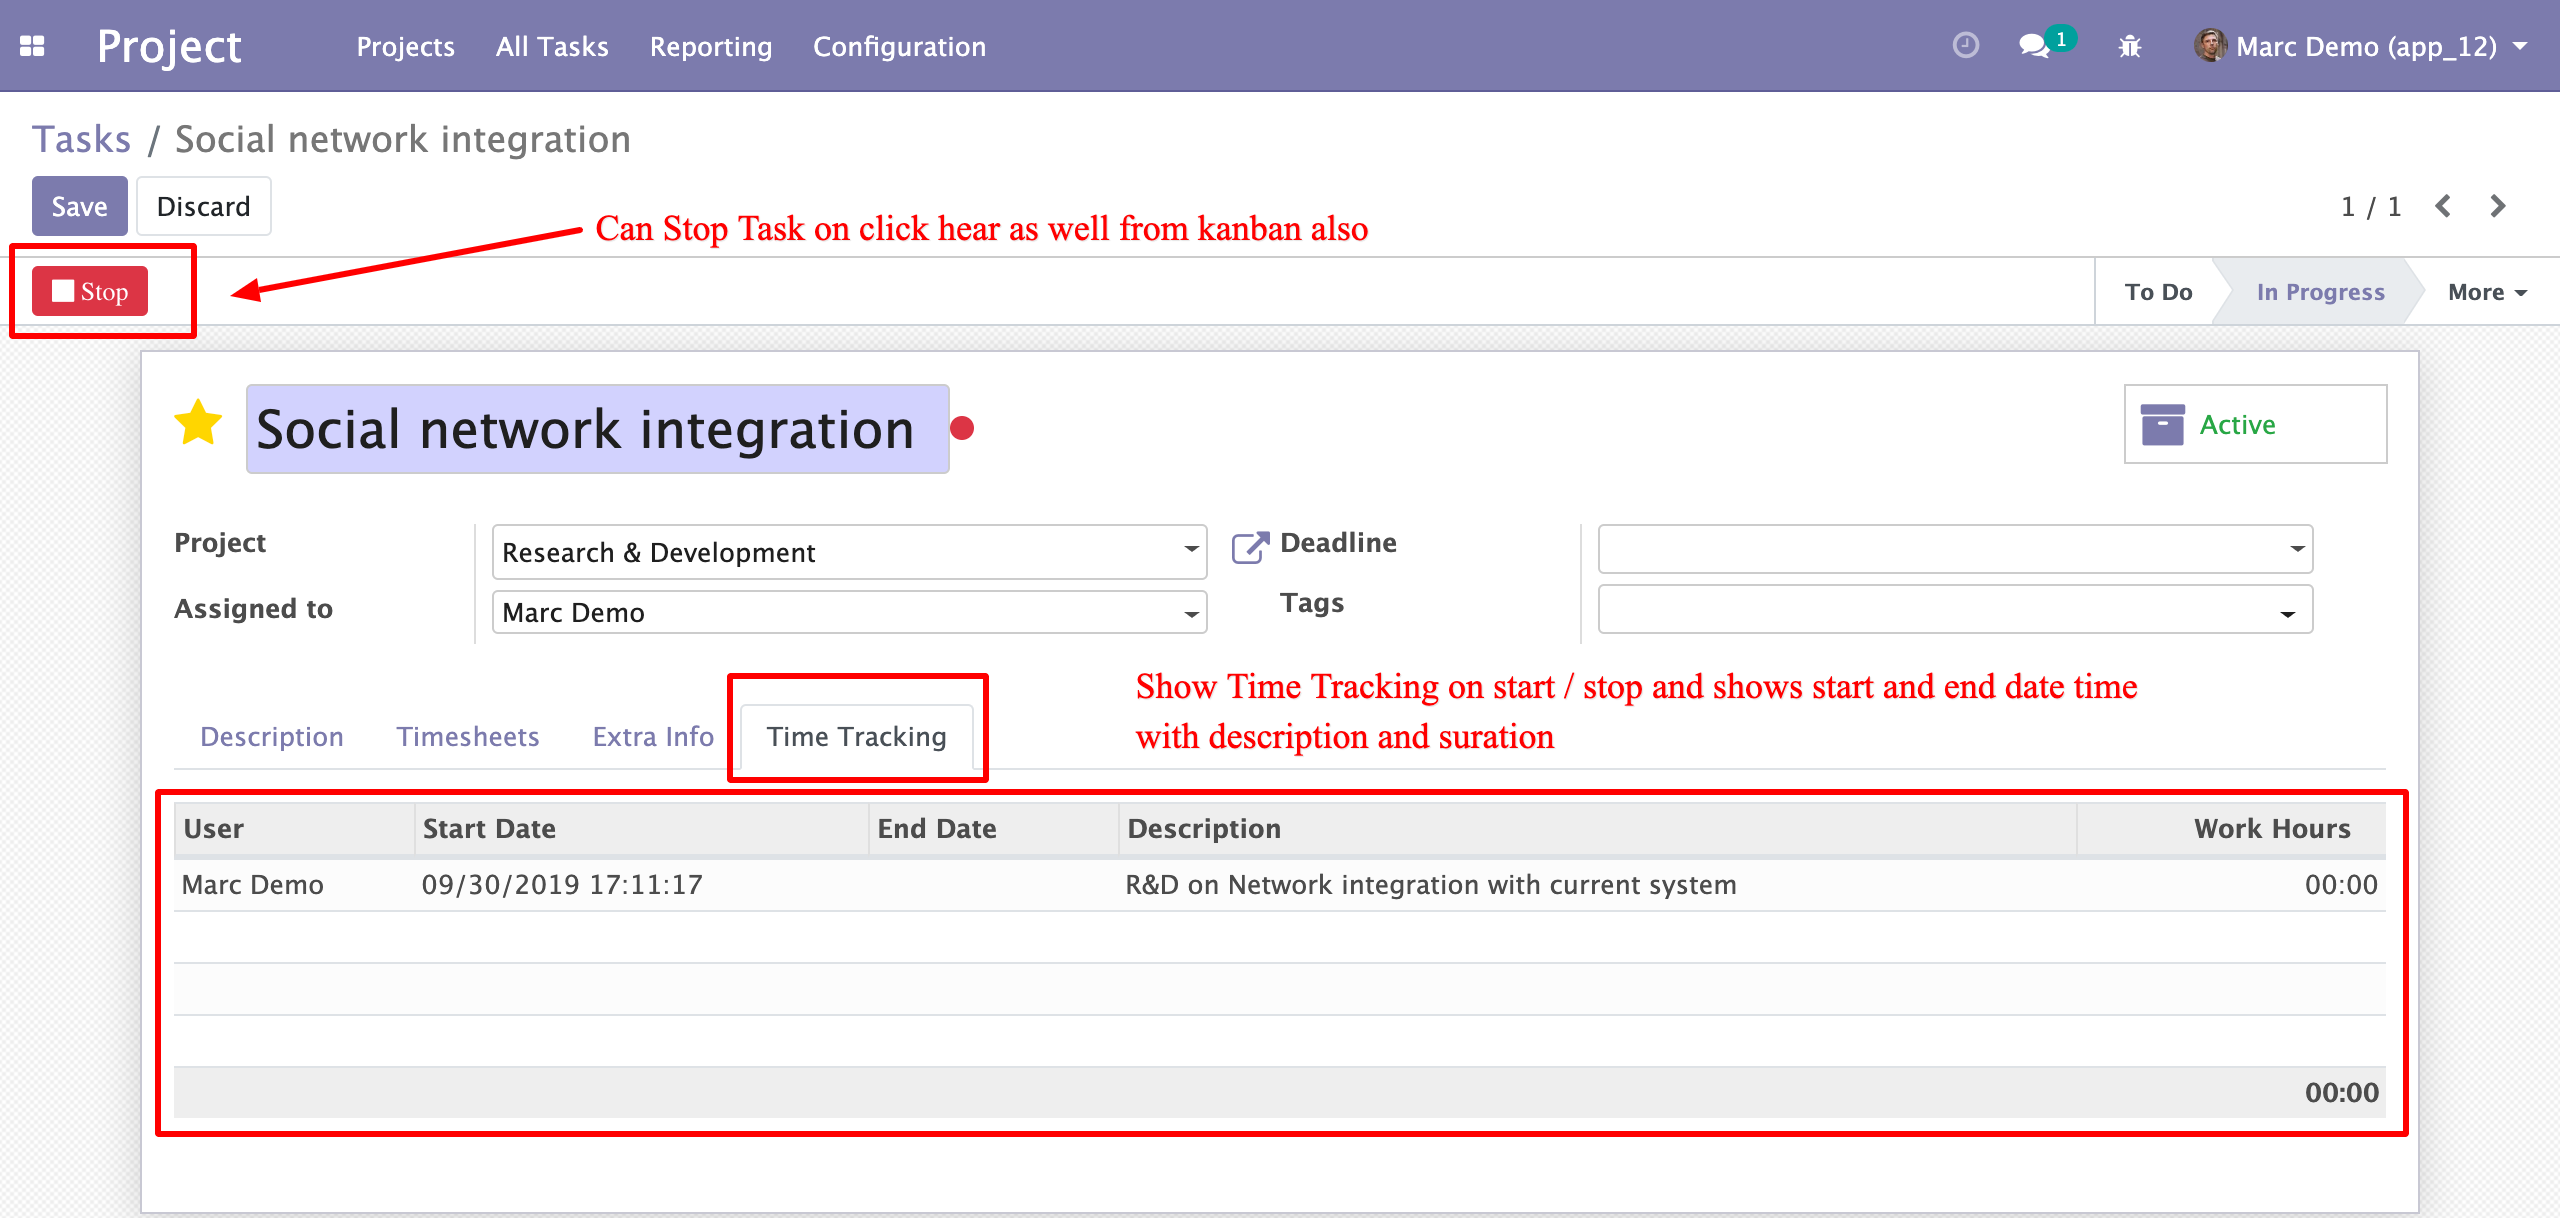 Project Projects All Tasks Reporting Configuration 1 Marc Demo (app_12)
Tasks / Social network integration
Save Discard 1 / 1
Can Stop Task on click hear as well from kanban also
Stop To Do In Progress More
Social network integration Active
Project Research & Development Deadline
Assigned to Marc Demo Tags
Show Time Tracking on start / stop and shows start and end date time
with description and suration
Description Timesheets Extra Info Time Tracking
User Start Date End Date Description Work Hours
Marc Demo 09/30/2019 17:11:17 R&D on Network integration with current system 00:00
00:00